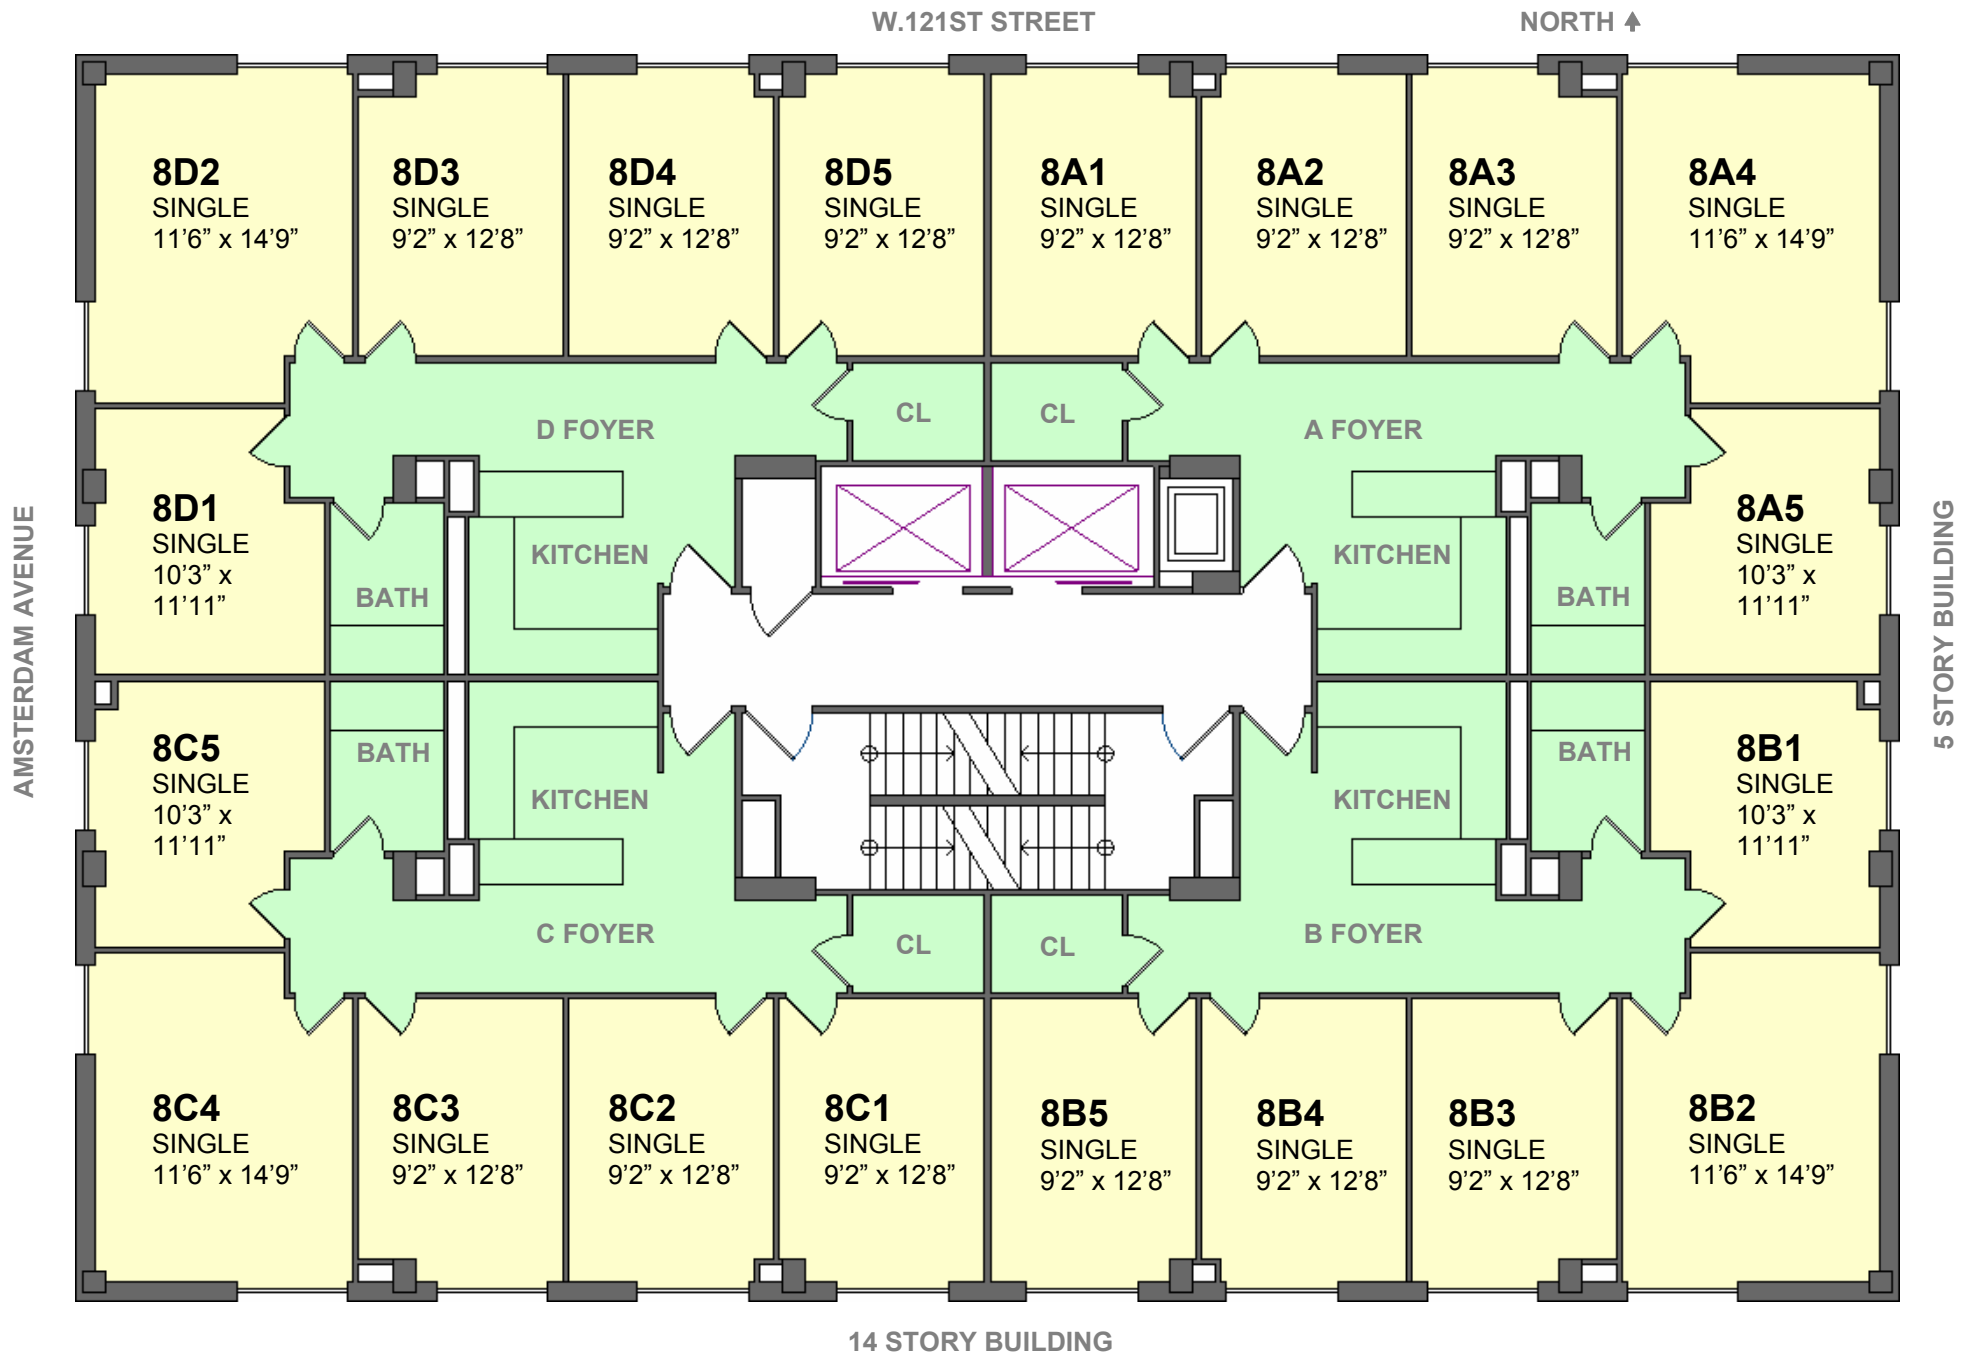 W.121ST STREET
NORTH
8D2
SINGLE
11’6” x 14’9”
8D3
SINGLE
9’2” x 12’8”
8D4
SINGLE
9’2” x 12’8”
8D5
SINGLE
9’2” x 12’8”
8A1
SINGLE
9’2” x 12’8”
8A2
SINGLE
9’2” x 12’8”
8A3
SINGLE
9’2” x 12’8”
8A4
SINGLE
11’6” x 14’9”
D FOYER
CL
CL
A FOYER
AMSTERDAM AVENUE
8D1
SINGLE
10’3” x
11’11”
BATH
KITCHEN
KITCHEN
BATH
8A5
SINGLE
10’3” x
11’11”
5 STORY BUILDING
8C5
SINGLE
10’3” x
11’11”
BATH
KITCHEN
KITCHEN
BATH
8B1
SINGLE
10’3” x
11’11”
C FOYER
CL
CL
B FOYER
8C4
SINGLE
11’6” x 14’9”
8C3
SINGLE
9’2” x 12’8”
8C2
SINGLE
9’2” x 12’8”
8C1
SINGLE
9’2” x 12’8”
8B5
SINGLE
9’2” x 12’8”
8B4
SINGLE
9’2” x 12’8”
8B3
SINGLE
9’2” x 12’8”
8B2
SINGLE
11’6” x 14’9”
14 STORY BUILDING